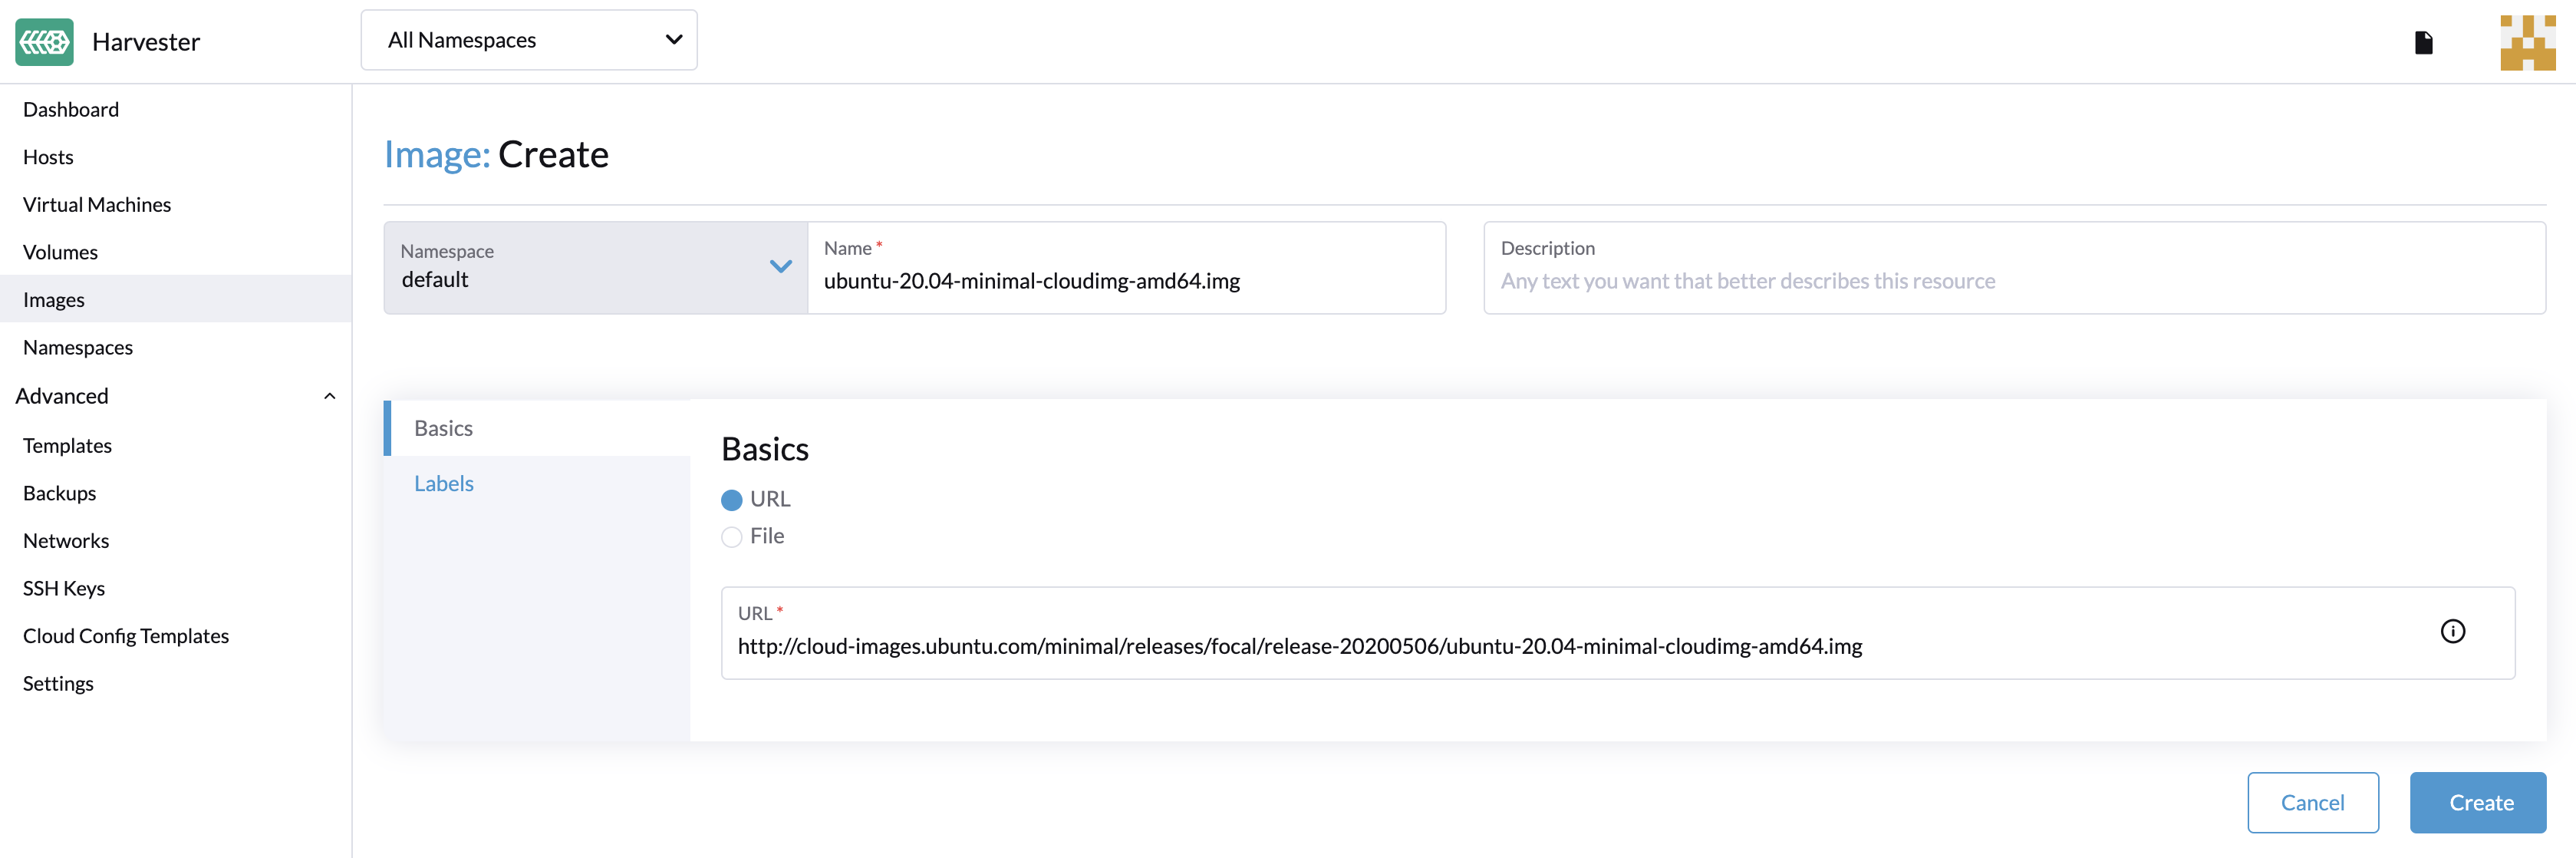 Harvester
All Namespaces
Dashboard
Hosts
Virtual Machines
Volumes
Images
Namespaces
Advanced
Templates
Backups
Networks
SSH Keys
Cloud Config Templates
Settings
Image: Create
Namespace
default
Name *
ubuntu-20.04-minimal-cloudimg-amd64.img
Description
Any text you want that better describes this resource
Basics
Labels
Basics
URL
File
URL *
http://cloud-images.ubuntu.com/minimal/releases/focal/release-20200506/ubuntu-20.04-minimal-cloudimg-amd64.img
Cancel
Create